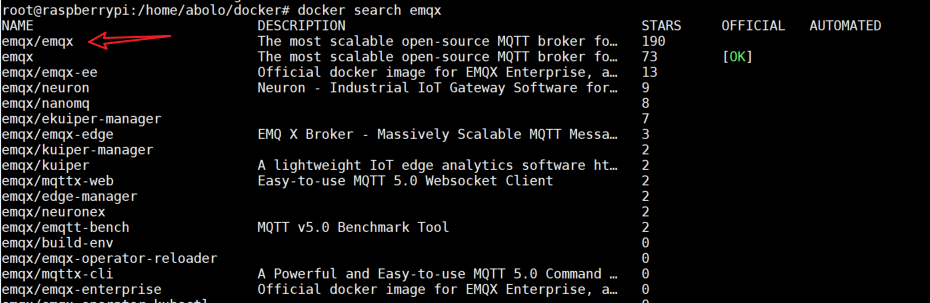 root@raspberrypi:/home/abolo/docker# docker search emqx
NAME DESCRIPTION STARS OFFICIAL AUTOMATED
emqx/emqx The most scalable open-source MQTT broker fo… 190
emqx The most scalable open-source MQTT broker fo… 73 [OK]
emqx/emqx-ee Official docker image for EMQX Enterprise, a… 13
emqx/neuron Neuron - Industrial IoT Gateway Software for… 9
emqx/nanomq 8
emqx/ekuiper-manager 7
emqx/emqx-edge EMQ X Broker - Massively Scalable MQTT Messa… 3
emqx/kuiper-manager 2
emqx/kuiper A lightweight IoT edge analytics software ht… 2
emqx/mqttx-web Easy-to-use MQTT 5.0 Websocket Client 2
emqx/edge-manager 2
emqx/neuronex 2
emqx/emqtt-bench MQTT v5.0 Benchmark Tool 2
emqx/build-env 0
emqx/emqx-operator-reloader 0
emqx/mqttx-cli A Powerful and Easy-to-use MQTT 5.0 Command … 0
emqx/emqx-enterprise Official docker image for EMQX Enterprise, a… 0